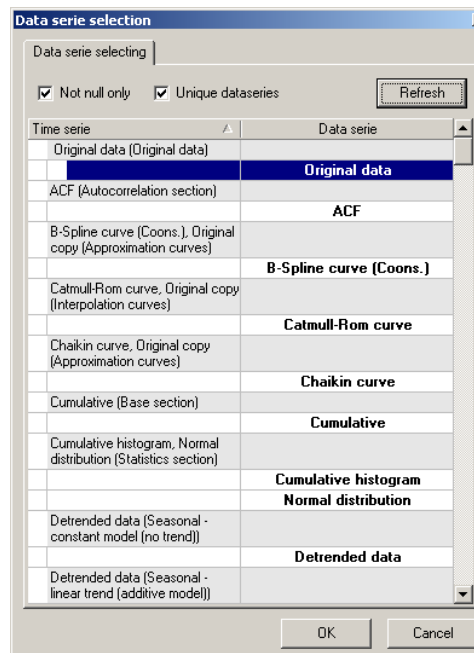 Data serie selection
Data serie selecting
Not null only Unique dataseries Refresh
Time serie Data serie
Original data (Original data)
Original data
ACF (Autocorrelation section)
ACF
B-Spline curve (Coons.), Original
copy (Approximation curves)
B-Spline curve (Coons.)
Catmull-Rom curve, Original copy
(Interpolation curves)
Catmull-Rom curve
Chaikin curve, Original copy
(Approximation curves)
Chaikin curve
Cumulative (Base section)
Cumulative
Cumulative histogram, Normal
distribution (Statistics section)
Cumulative histogram
Normal distribution
Detrended data (Seasonal -
constant model (no trend))
Detrended data
Detrended data (Seasonal -
linear trend (additive model))
OK Cancel